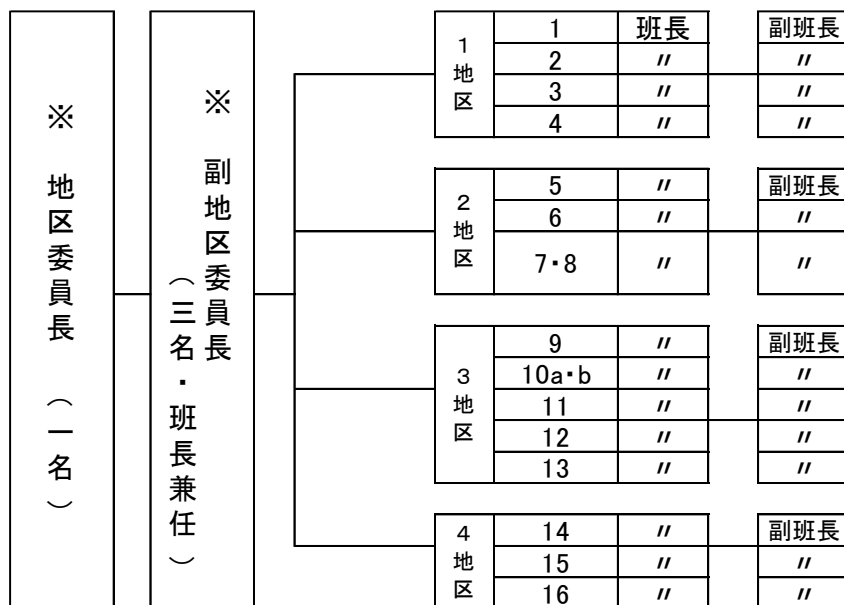 ※ 地区委員長 （一名）
※ 副地区委員長
（三名・班長兼任）
1地区
1 班長 副班長
2 〃 〃
3 〃 〃
4 〃 〃
2地区
5 〃 副班長
6 〃 〃
7・8 〃 〃
3地区
9 〃 副班長
10a・b 〃 〃
11 〃 〃
12 〃 〃
13 〃 〃
4地区
14 〃 副班長
15 〃 〃
16 〃 〃